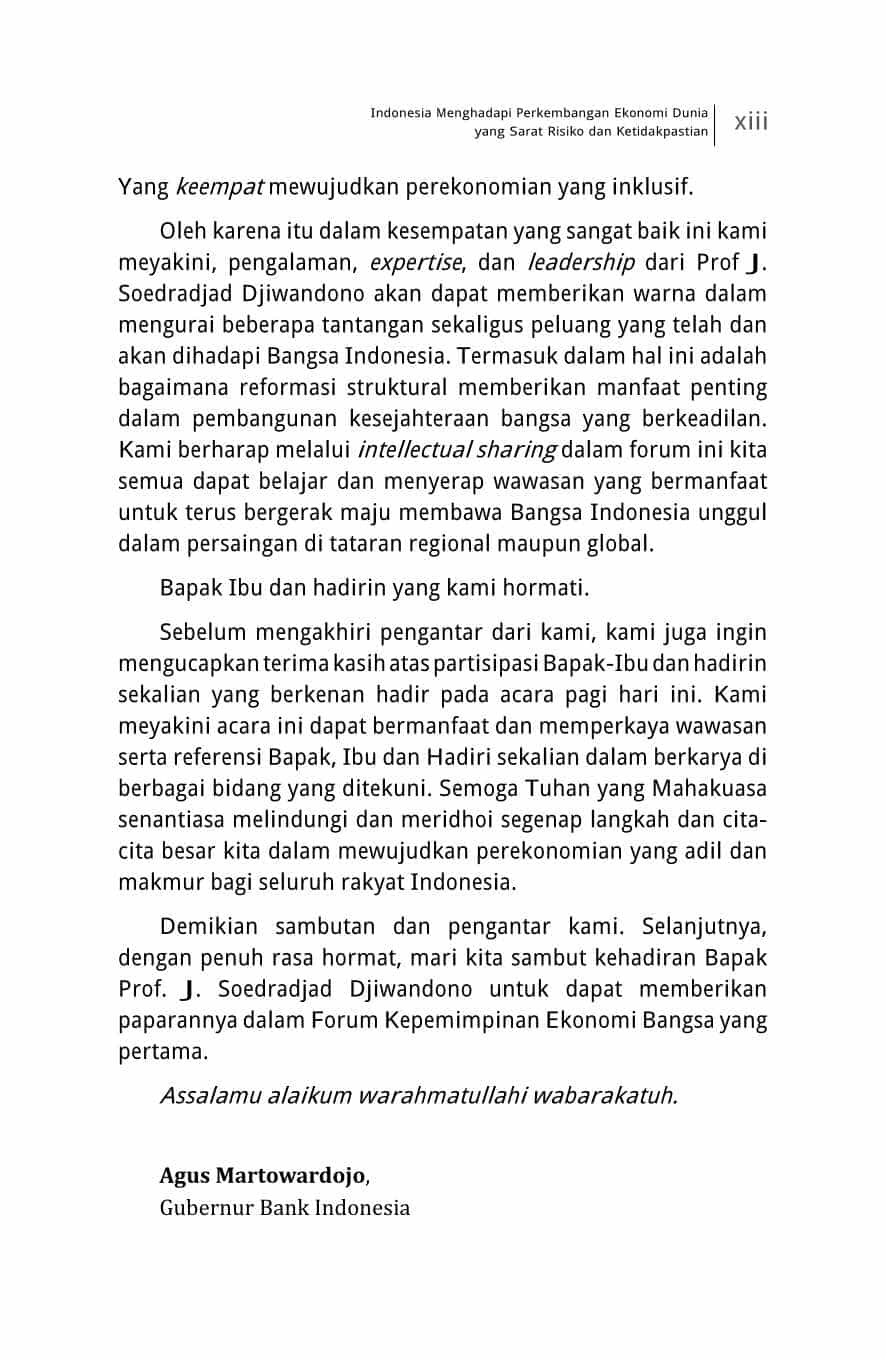 Indonesia Menghadapi Perkembangan Ekonomi Dunia
yang Sarat Risiko dan Ketidakpastian
xiii
Yang keempat mewujudkan perekonomian yang inklusif.
Oleh karena itu dalam kesempatan yang sangat baik ini kami
meyakini, pengalaman, expertise, dan leadership dari Prof J.
Soedradjad Djiwandono akan dapat memberikan warna dalam
mengurai beberapa tantangan sekaligus peluang yang telah dan
akan dihadapi Bangsa Indonesia. Termasuk dalam hal ini adalah
bagaimana reformasi struktural memberikan manfaat penting
dalam pembangunan kesejahteraan bangsa yang berkeadilan.
Kami berharap melalui intellectual sharing dalam forum ini kita
semua dapat belajar dan menyerap wawasan yang bermanfaat
untuk terus bergerak maju membawa Bangsa Indonesia unggul
dalam persaingan di tataran regional maupun global.
Bapak Ibu dan hadirin yang kami hormati.
Sebelum mengakhiri pengantar dari kami, kami juga ingin
mengucapkan terima kasih atas partisipasi Bapak-Ibu dan hadirin
sekalian yang berkenan hadir pada acara pagi hari ini. Kami
meyakini acara ini dapat bermanfaat dan memperkaya wawasan
serta referensi Bapak, Ibu dan Hadiri sekalian dalam berkarya di
berbagai bidang yang ditekuni. Semoga Tuhan yang Mahakuasa
senantiasa melindungi dan meridhoi segenap langkah dan cita-
cita besar kita dalam mewujudkan perekonomian yang adil dan
makmur bagi seluruh rakyat Indonesia.
Demikian sambutan dan pengantar kami. Selanjutnya,
dengan penuh rasa hormat, mari kita sambut kehadiran Bapak
Prof. J. Soedradjad Djiwandono untuk dapat memberikan
paparannya dalam Forum Kepemimpinan Ekonomi Bangsa yang
pertama.
Assalamu alaikum warahmatullahi wabarakatuh.
Agus Martowardojo,
Gubernur Bank Indonesia